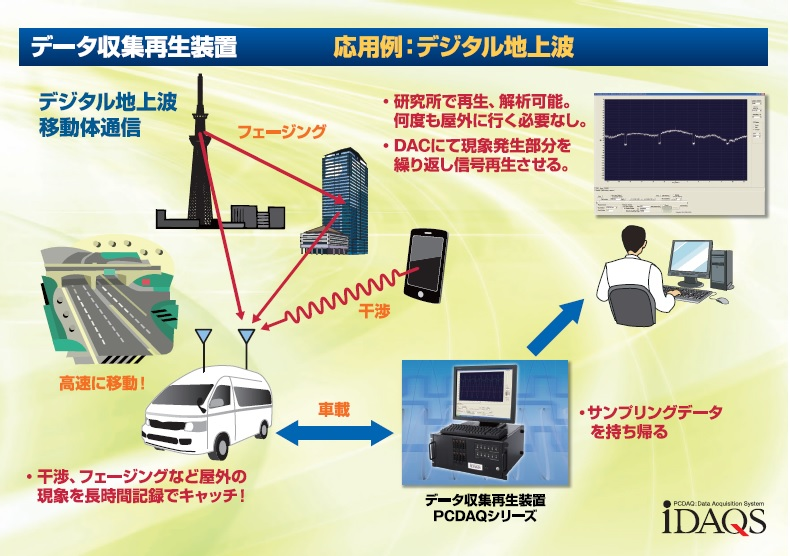 データ収集再生装置　応用例：デジタル地上波
デジタル地上波
移動体通信
フェージング
・研究所で再生、解析可能。
何度も屋外に行く必要なし。
・DACにて現象発生部分を
繰り返し信号再生させる。
干渉
高速に移動！
車載
・サンプリングデータ
を持ち帰る
・干渉、フェージングなど屋外の
現象を長時間記録でキャッチ！
データ収集再生装置
PCDAQシリーズ
PCDAQ: Data Acquisition System
iDAQS